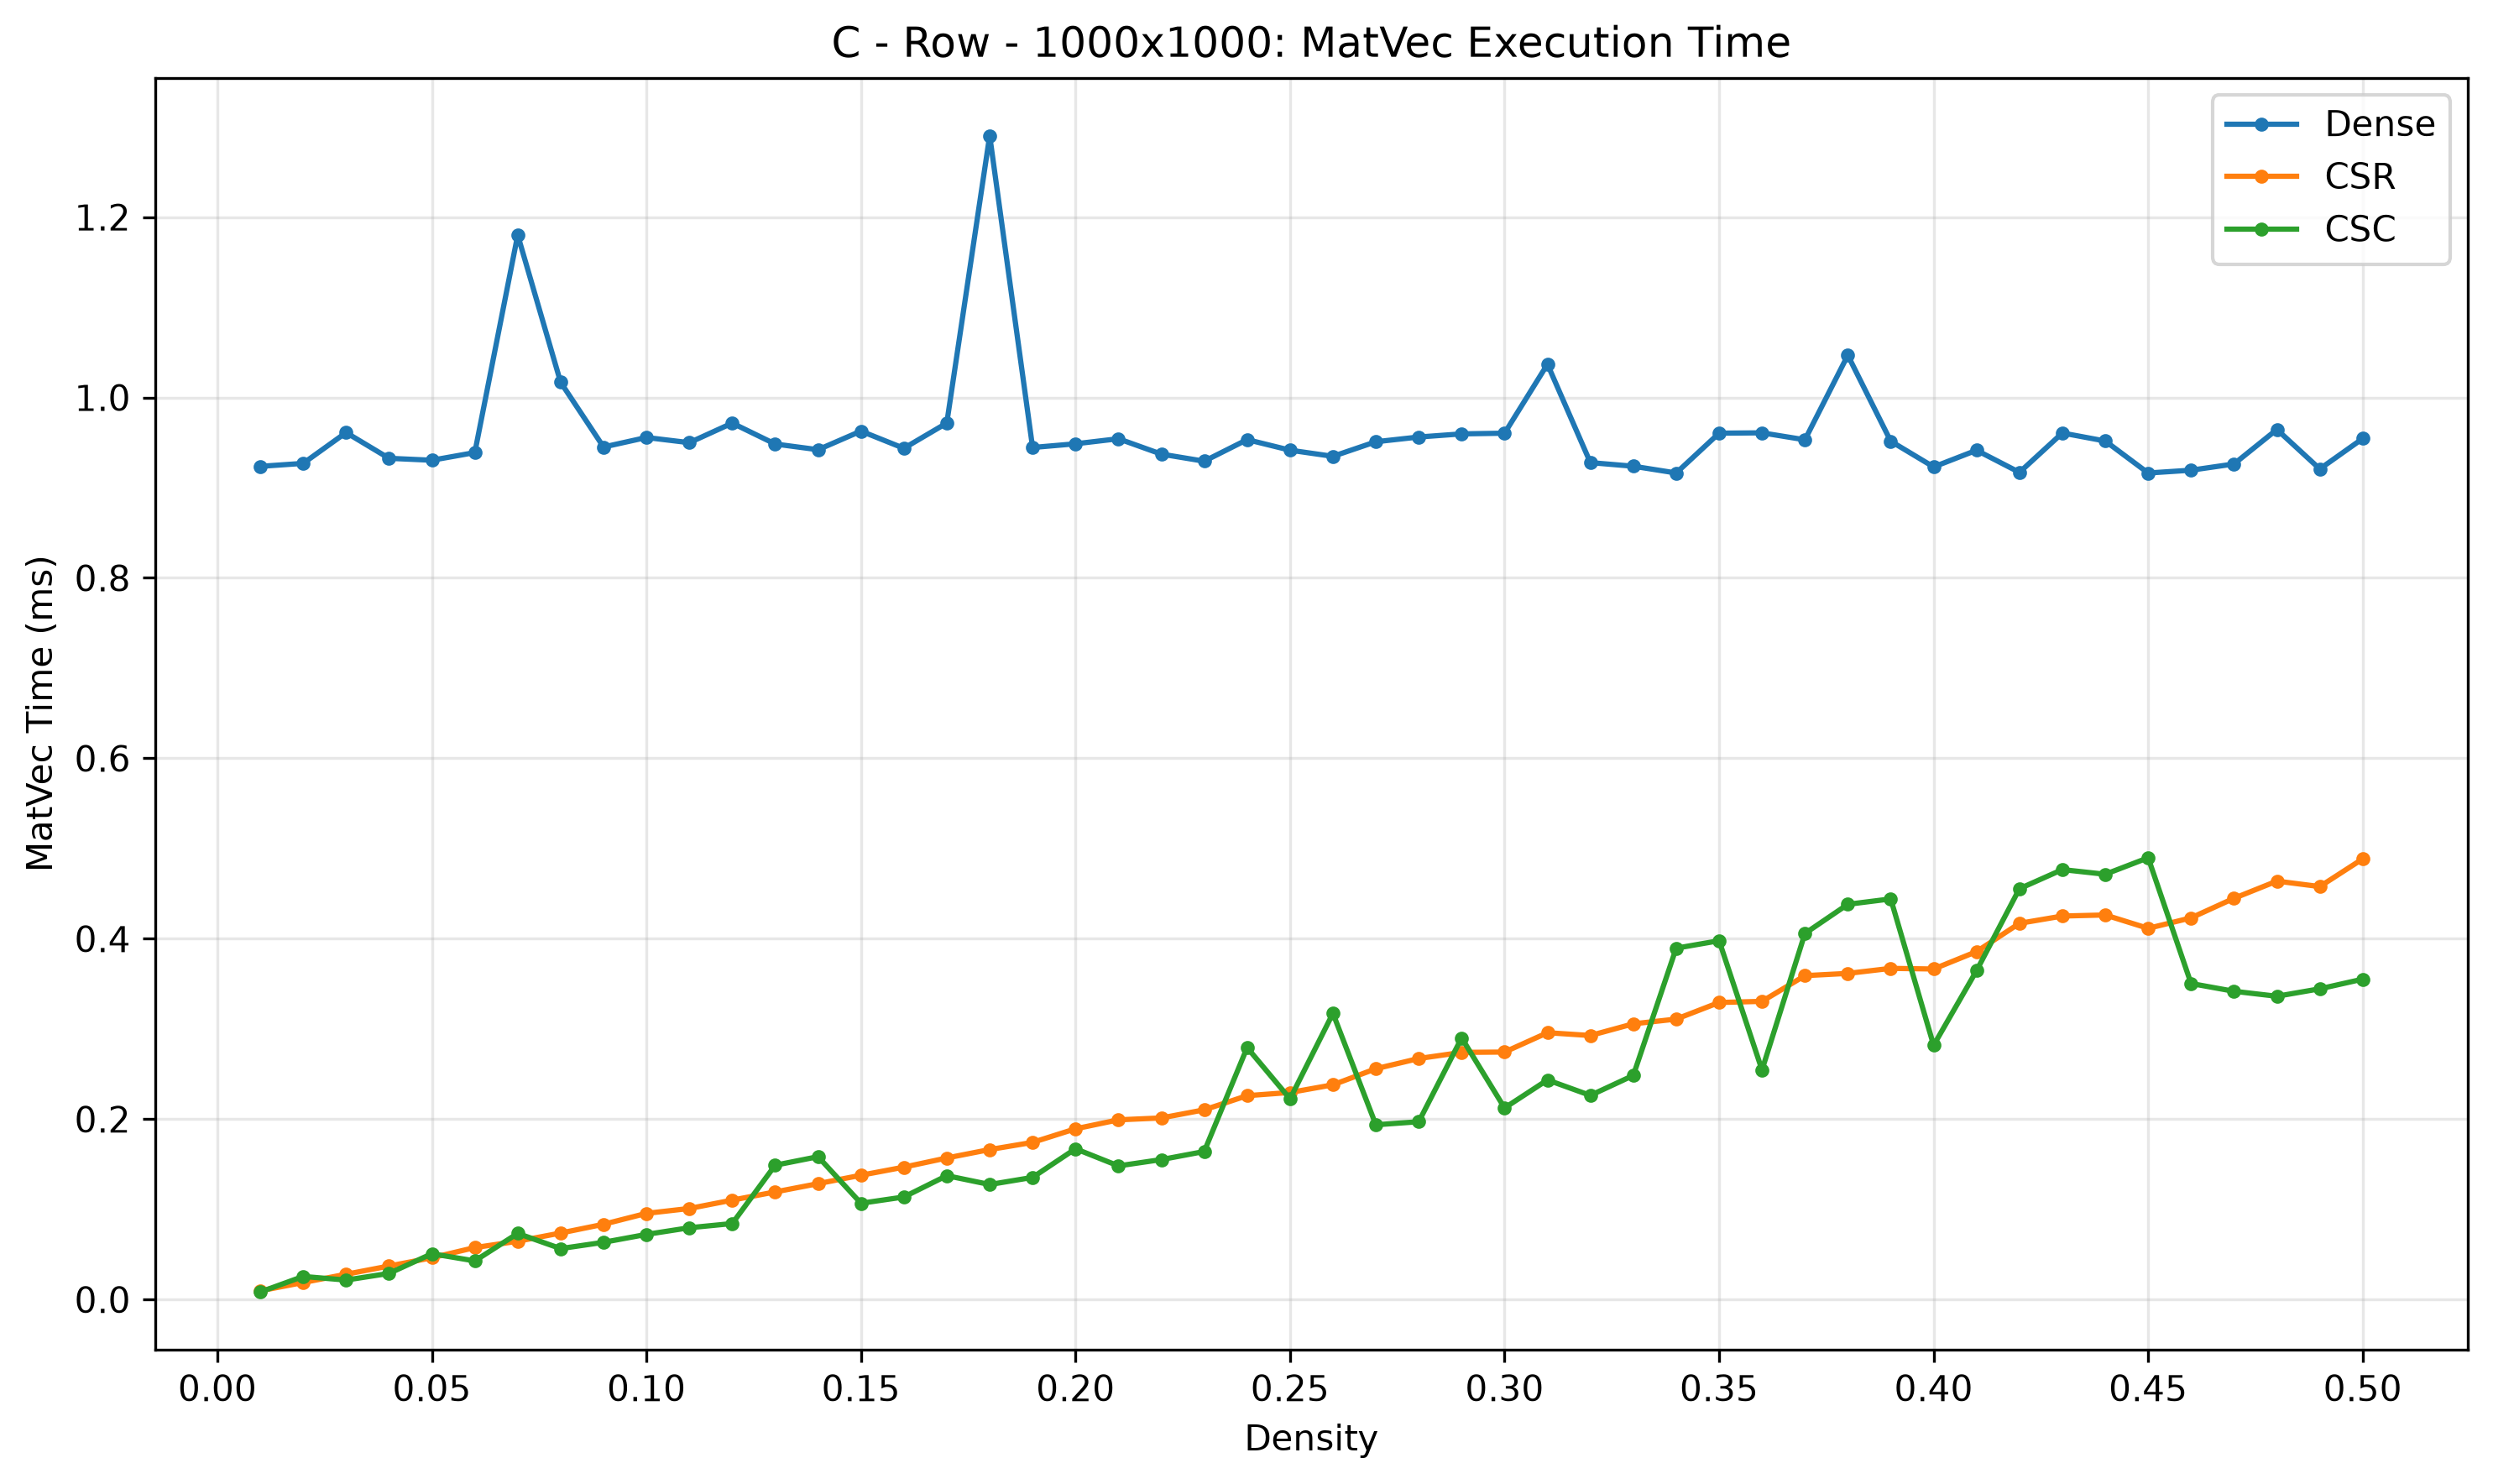 C - Row - 1000x1000: MatVec Execution Time
Dense
CSR
CSC
MatVec Time (ms)
1.2
1.0
0.8
0.6
0.4
0.2
0.0
0.00 0.05 0.10 0.15 0.20 0.25 0.30 0.35 0.40 0.45 0.50
Density